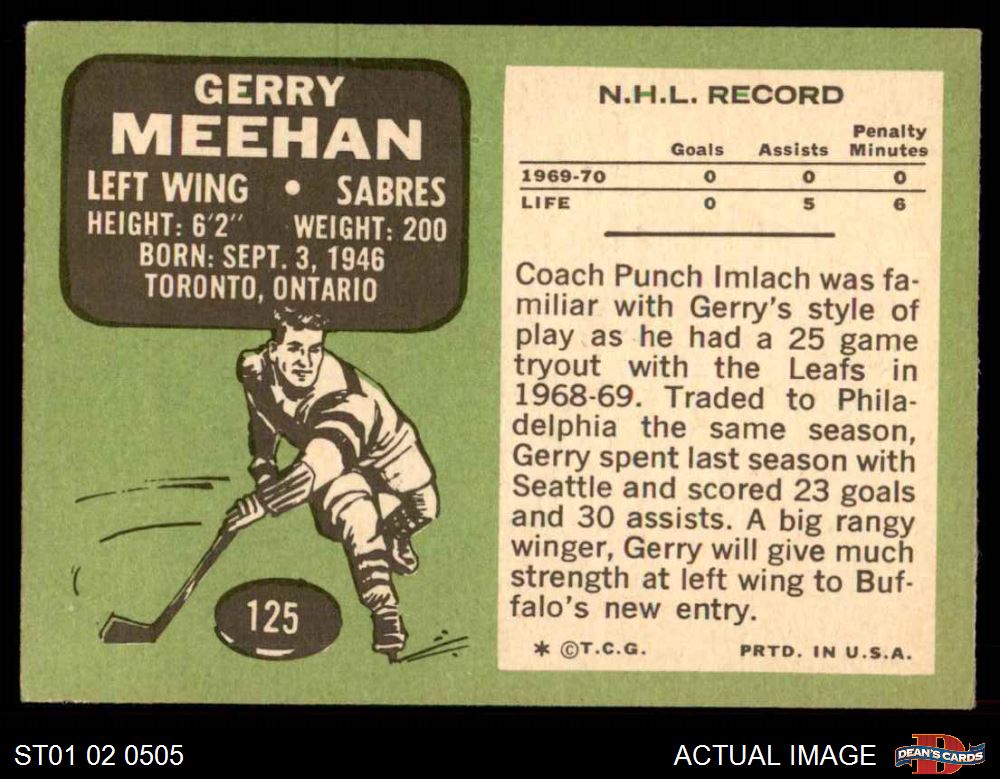 GERRY
MEEHAN
LEFT WING • SABRES
HEIGHT: 6'2" WEIGHT: 200
BORN: SEPT. 3, 1946
TORONTO, ONTARIO
125
N.H.L. RECORD
Goals Assists Penalty Minutes
1969-70 0 0 0
LIFE 0 5 6
Coach Punch Imlach was fa-
miliar with Gerry's style of
play as he had a 25 game
tryout with the Leafs in
1968-69. Traded to Phila-
delphia the same season,
Gerry spent last season with
Seattle and scored 23 goals
and 30 assists. A big rangy
winger, Gerry will give much
strength at left wing to Buf-
falo's new entry.
* ©T.C.G. PRTD. IN U.S.A.
ST01 02 0505
ACTUAL IMAGE
D
DEAN'S CARDS